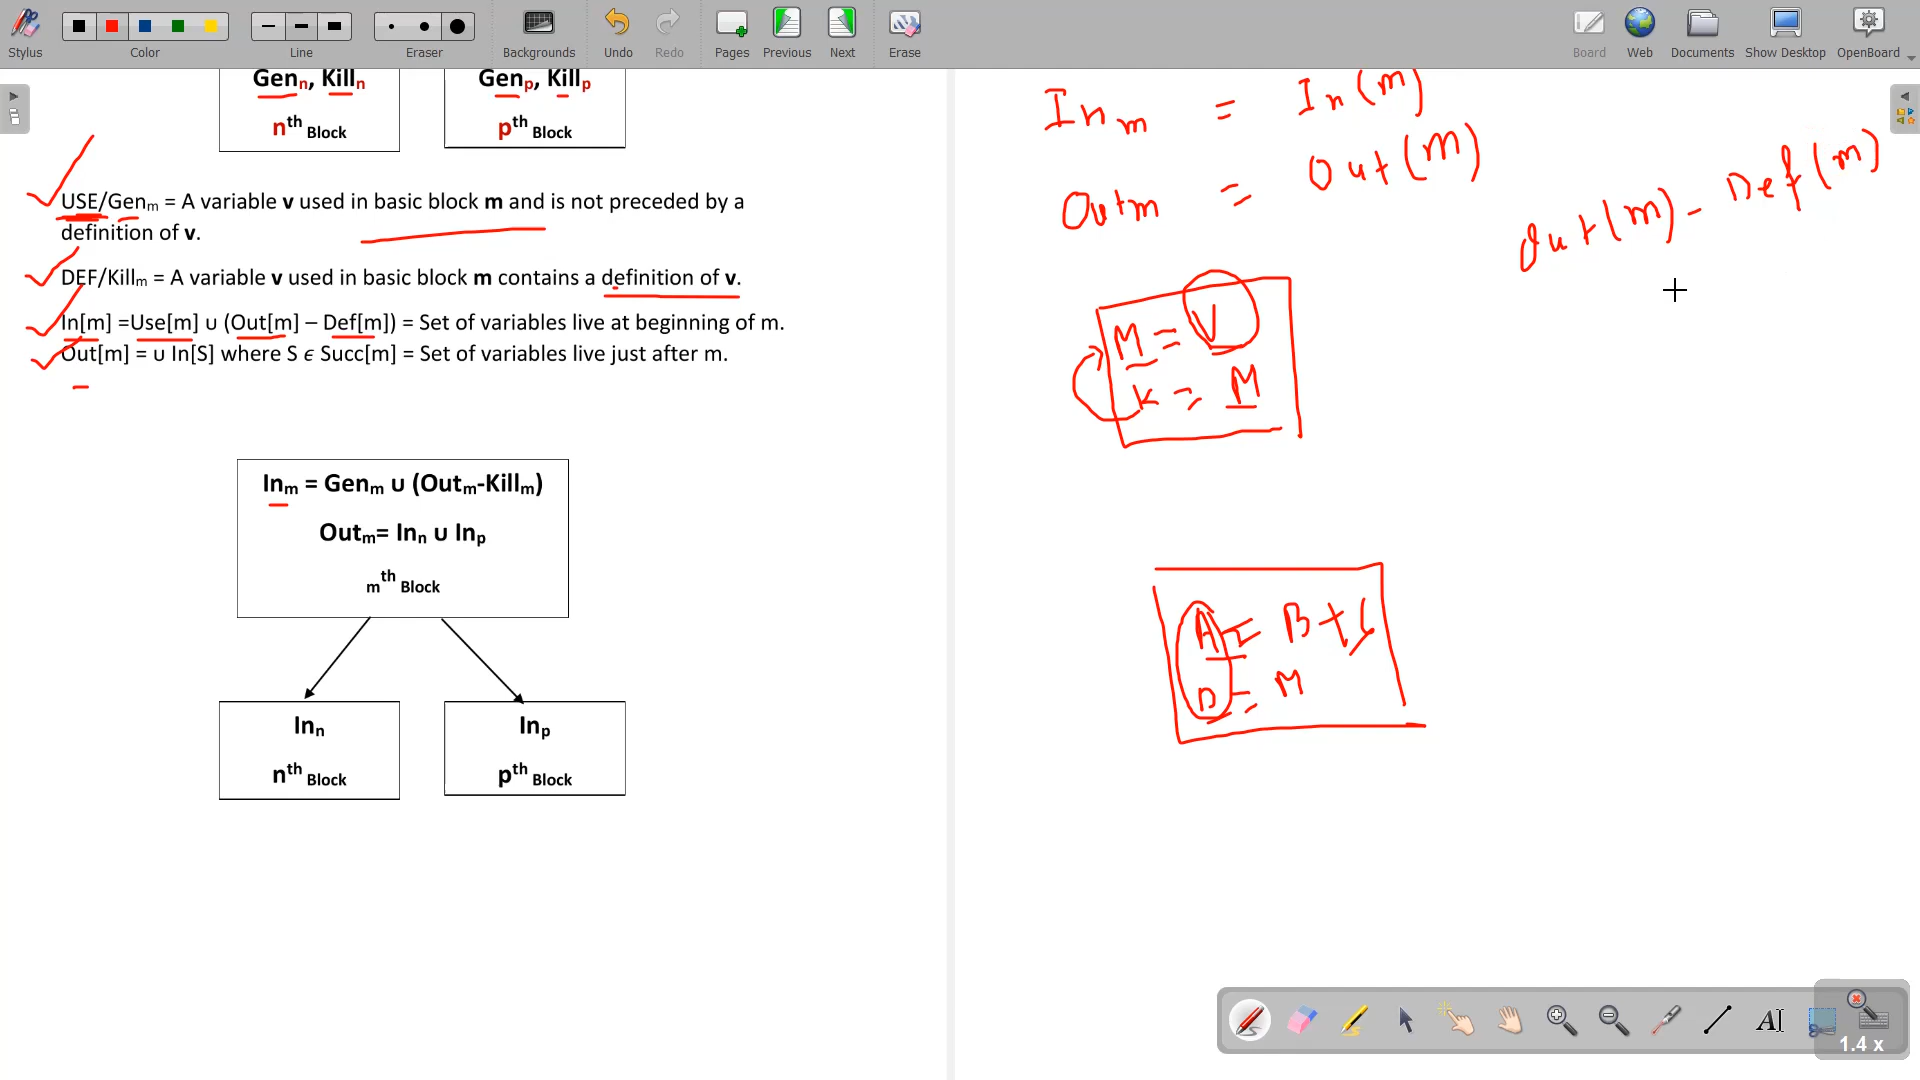 Stylus Color Line Eraser Backgrounds Undo Redo Pages Previous Next Erase Board Web Documents Show Desktop OpenBoard
Genn, Killn
nth Block
Genp, Killp
pth Block
USE/Genm = A variable v used in basic block m and is not preceded by a
definition of v.
DEF/Killm = A variable v used in basic block m contains a definition of v.
In[m] =Use[m] ∪ (Out[m] – Def[m]) = Set of variables live at beginning of m.
Out[m] = ∪ In[S] where S ϵ Succ[m] = Set of variables live just after m.
Inm = Genm ∪ (Outm-Killm)
Outm= Inn ∪ Inp
mth Block
Inn
nth Block
Inp
pth Block
Inm = In(m)
Outm = Out(m)
Out(m) - Def(m)
M = V
K = M
A = B + C
D = M
1.4 x